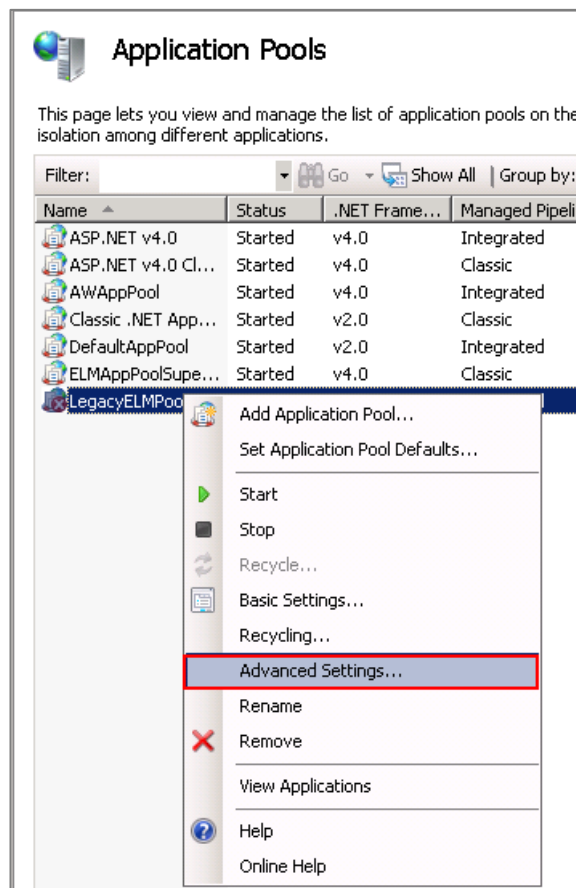 Application Pools
This page lets you view and manage the list of application pools on the
isolation among different applications.
Filter: Go Show All | Group by:
Name Status .NET Frame... Managed Pipeli
ASP.NET v4.0 Started v4.0 Integrated
ASP.NET v4.0 Cl... Started v4.0 Classic
AWAppPool Started v4.0 Integrated
Classic .NET App... Started v2.0 Classic
DefaultAppPool Started v2.0 Integrated
ELMAppPoolSupe... Started v4.0 Classic
LegacyELMPoo
Add Application Pool...
Set Application Pool Defaults...
Start
Stop
Recycle...
Basic Settings...
Recycling...
Advanced Settings...
Rename
Remove
View Applications
Help
Online Help